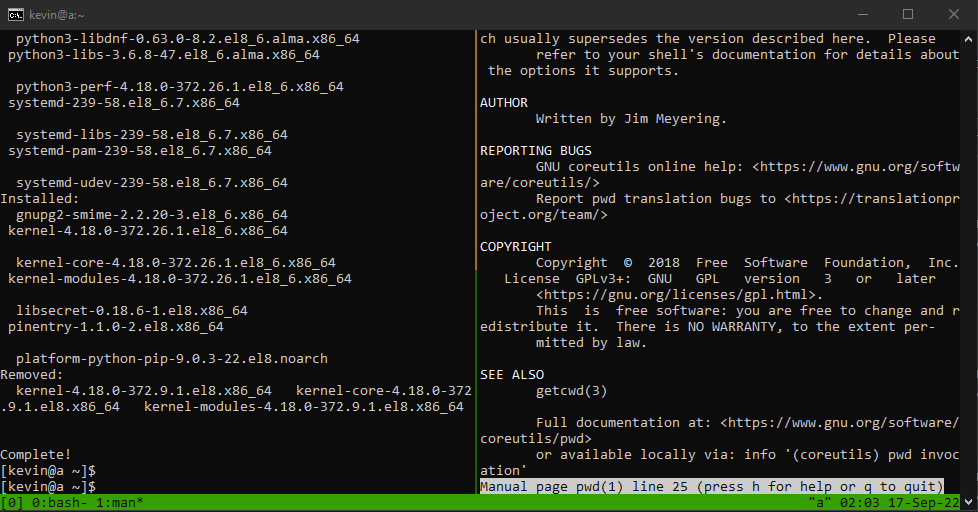 kevin@a:~
python3-libdnf-0.63.0-8.2.el8_6.alma.x86_64
python3-libs-3.6.8-47.el8_6.alma.x86_64
python3-perf-4.18.0-372.26.1.el8_6.x86_64
systemd-239-58.el8_6.7.x86_64
systemd-libs-239-58.el8_6.7.x86_64
systemd-pam-239-58.el8_6.7.x86_64
systemd-udev-239-58.el8_6.7.x86_64
Installed:
gnupg2-smime-2.2.20-3.el8_6.x86_64
kernel-4.18.0-372.26.1.el8_6.x86_64
kernel-core-4.18.0-372.26.1.el8_6.x86_64
kernel-modules-4.18.0-372.26.1.el8_6.x86_64
libsecret-0.18.6-1.el8.x86_64
pinentry-1.1.0-2.el8.x86_64
platform-python-pip-9.0.3-22.el8.noarch
Removed:
kernel-4.18.0-372.9.1.el8.x86_64   kernel-core-4.18.0-372
.9.1.el8.x86_64   kernel-modules-4.18.0-372.9.1.el8.x86_64
Complete!
[kevin@a ~]$
[kevin@a ~]$
ch usually supersedes the version described here.  Please
refer to your shell's documentation for details about
the options it supports.
AUTHOR
Written by Jim Meyering.
REPORTING BUGS
GNU coreutils online help: <https://www.gnu.org/softw
are/coreutils/>
Report pwd translation bugs to <https://translationpr
oject.org/team/>
COPYRIGHT
Copyright © 2018 Free Software Foundation, Inc.
License GPLv3+: GNU GPL version 3 or later
<https://gnu.org/licenses/gpl.html>.
This is free software: you are free to change and r
edistribute it.  There is NO WARRANTY, to the extent per-
mitted by law.
SEE ALSO
getcwd(3)
Full documentation at: <https://www.gnu.org/software/
coreutils/pwd>
or available locally via: info '(coreutils) pwd invoc
ation'
Manual page pwd(1) line 25 (press h for help or q to quit)
[0] 0:bash- 1:man* "a" 02:03 17-Sep-22